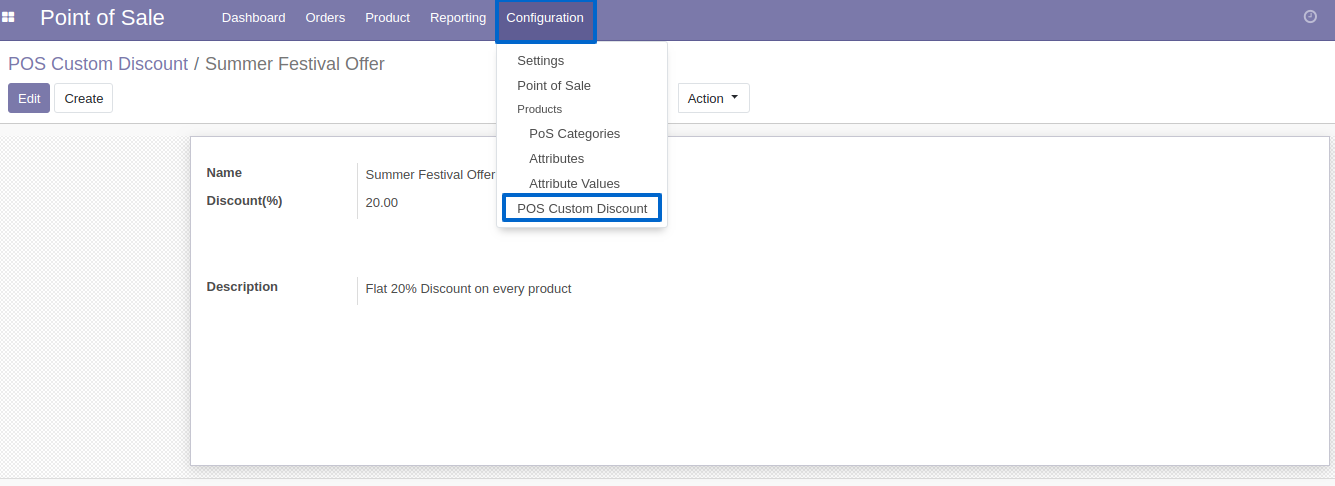 Point of Sale Dashboard Orders Product Reporting Configuration
POS Custom Discount / Summer Festival Offer
Edit Create Action
Settings
Point of Sale
Products
PoS Categories
Attributes
Attribute Values
POS Custom Discount
Name Summer Festival Offer
Discount(%) 20.00
Description Flat 20% Discount on every product